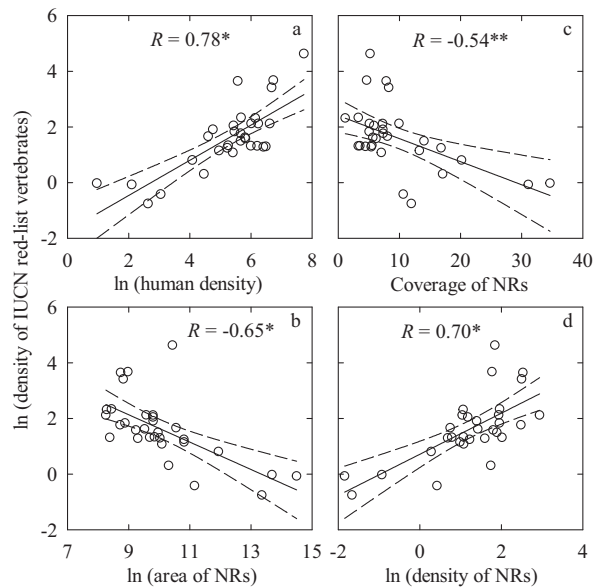 a
R = 0.78*
6
4
2
0
-2
0 2 4 6 8
ln (human density)
c
R = -0.54**
0 10 20 30 40
Coverage of NRs
ln (density of IUCN red-list vertebrates)
b
R = -0.65*
6
4
2
0
-2
7 9 11 13 15
ln (area of NRs)
d
R = 0.70*
-2 0 2 4
ln (density of NRs)